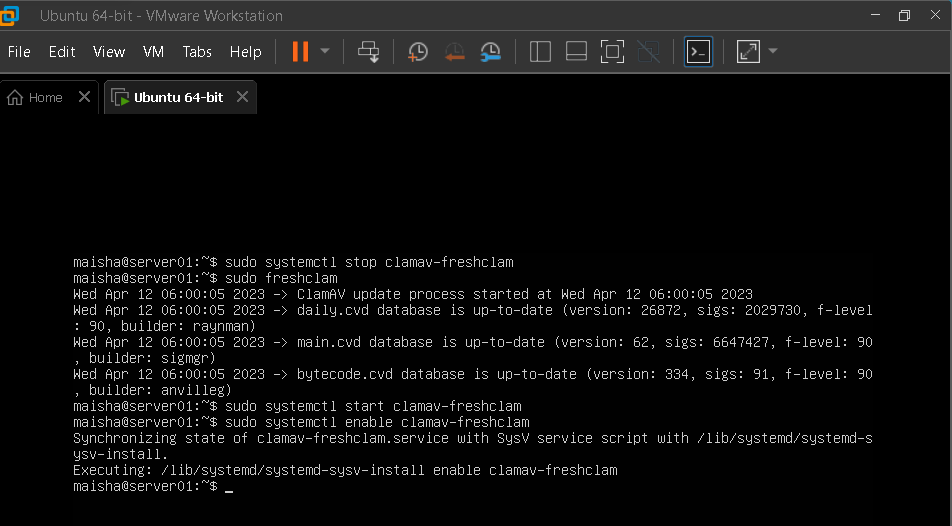 Ubuntu 64-bit - VMware Workstation
File Edit View VM Tabs Help
Home Ubuntu 64-bit
maisha@server01:~$ sudo systemctl stop clamav-freshclam
maisha@server01:~$ sudo freshclam
Wed Apr 12 06:00:05 2023 -> ClamAV update process started at Wed Apr 12 06:00:05 2023
Wed Apr 12 06:00:05 2023 -> daily.cvd database is up-to-date (version: 26872, sigs: 2029730, f-level
: 90, builder: raynman)
Wed Apr 12 06:00:05 2023 -> main.cvd database is up-to-date (version: 62, sigs: 6647427, f-level: 90
, builder: sigmgr)
Wed Apr 12 06:00:05 2023 -> bytecode.cvd database is up-to-date (version: 334, sigs: 91, f-level: 90
, builder: anvilleg)
maisha@server01:~$ sudo systemctl start clamav-freshclam
maisha@server01:~$ sudo systemctl enable clamav-freshclam
Synchronizing state of clamav-freshclam.service with SysV service script with /lib/systemd/systemd-s
ysv-install.
Executing: /lib/systemd/systemd-sysv-install enable clamav-freshclam
maisha@server01:~$ _